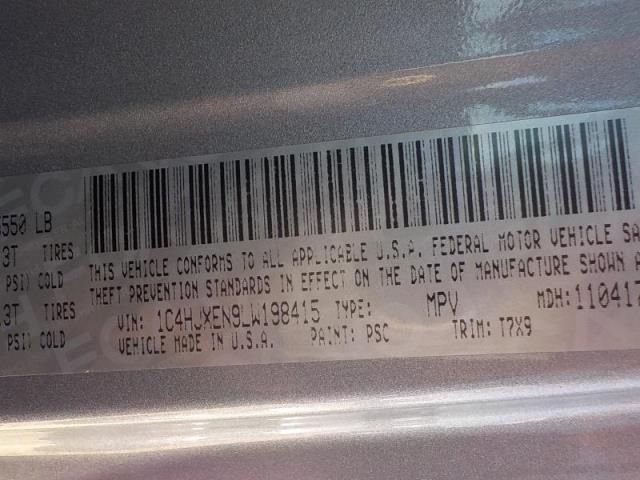 550 LB
3T TIRES
PSI) COLD
3T TIRES
PSI) COLD
THIS VEHICLE CONFORMS TO ALL APPLICABLE U.S.A. FEDERAL MOTOR VEHICLE SA
THEFT PREVENTION STANDARDS IN EFFECT ON THE DATE OF MANUFACTURE SHOWN A
VIN: 1C4HJXEN9LW198415 TYPE: MPV MDH: 110417
VEHICLE MADE IN U.S.A. PAINT: PSC TRIM: T7X9